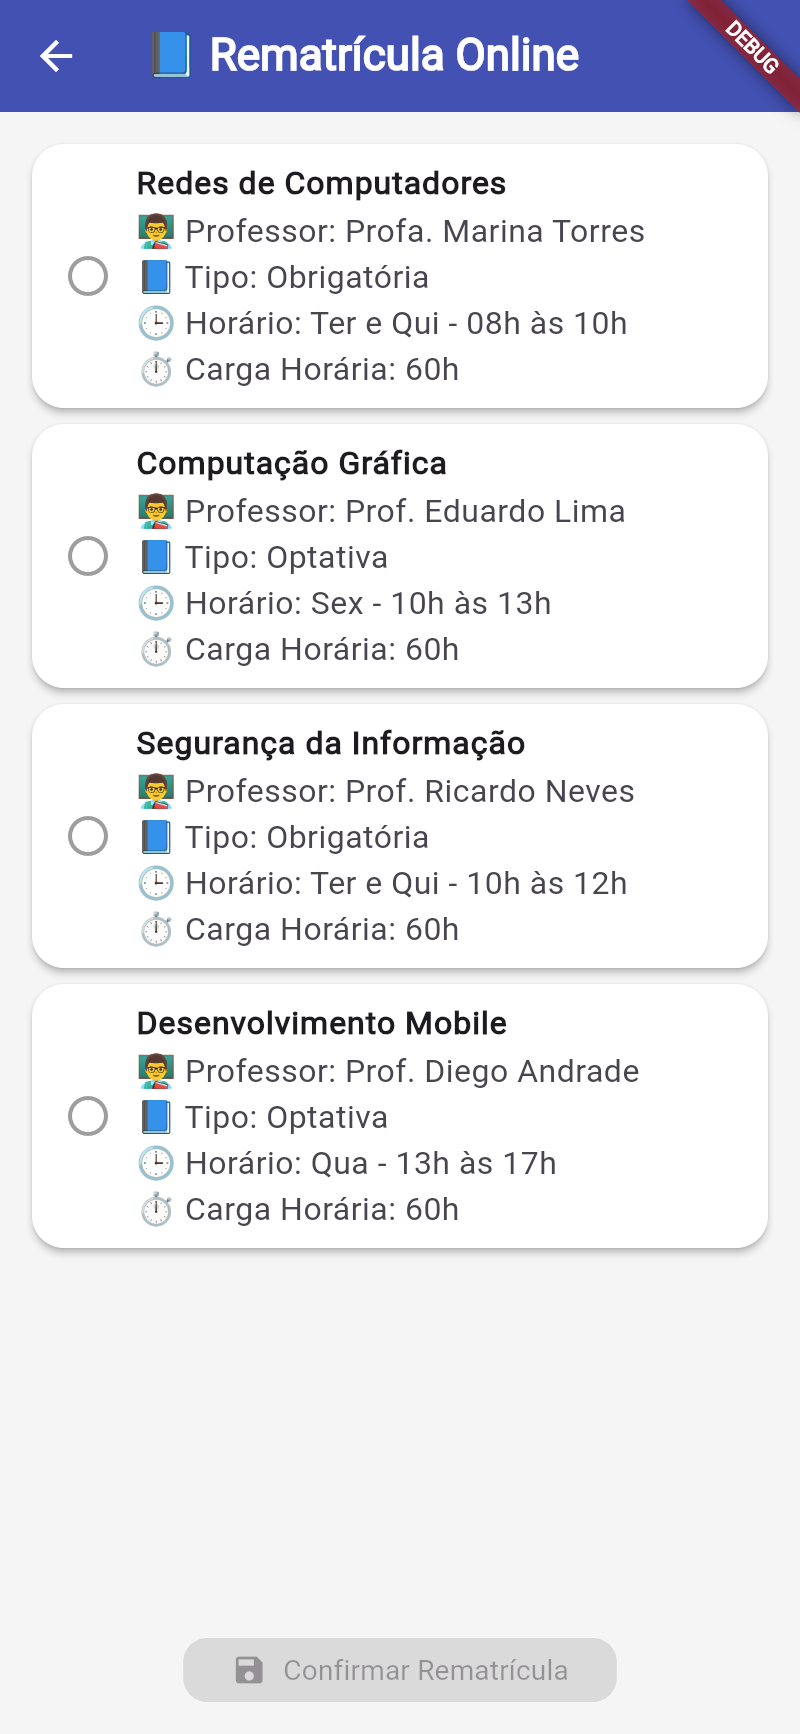 Rematrícula Online
DEBUG
Redes de Computadores
Professor: Profa. Marina Torres
Tipo: Obrigatória
Horário: Ter e Qui - 08h às 10h
Carga Horária: 60h
Computação Gráfica
Professor: Prof. Eduardo Lima
Tipo: Optativa
Horário: Sex - 10h às 13h
Carga Horária: 60h
Segurança da Informação
Professor: Prof. Ricardo Neves
Tipo: Obrigatória
Horário: Ter e Qui - 10h às 12h
Carga Horária: 60h
Desenvolvimento Mobile
Professor: Prof. Diego Andrade
Tipo: Optativa
Horário: Qua - 13h às 17h
Carga Horária: 60h
Confirmar Rematrícula